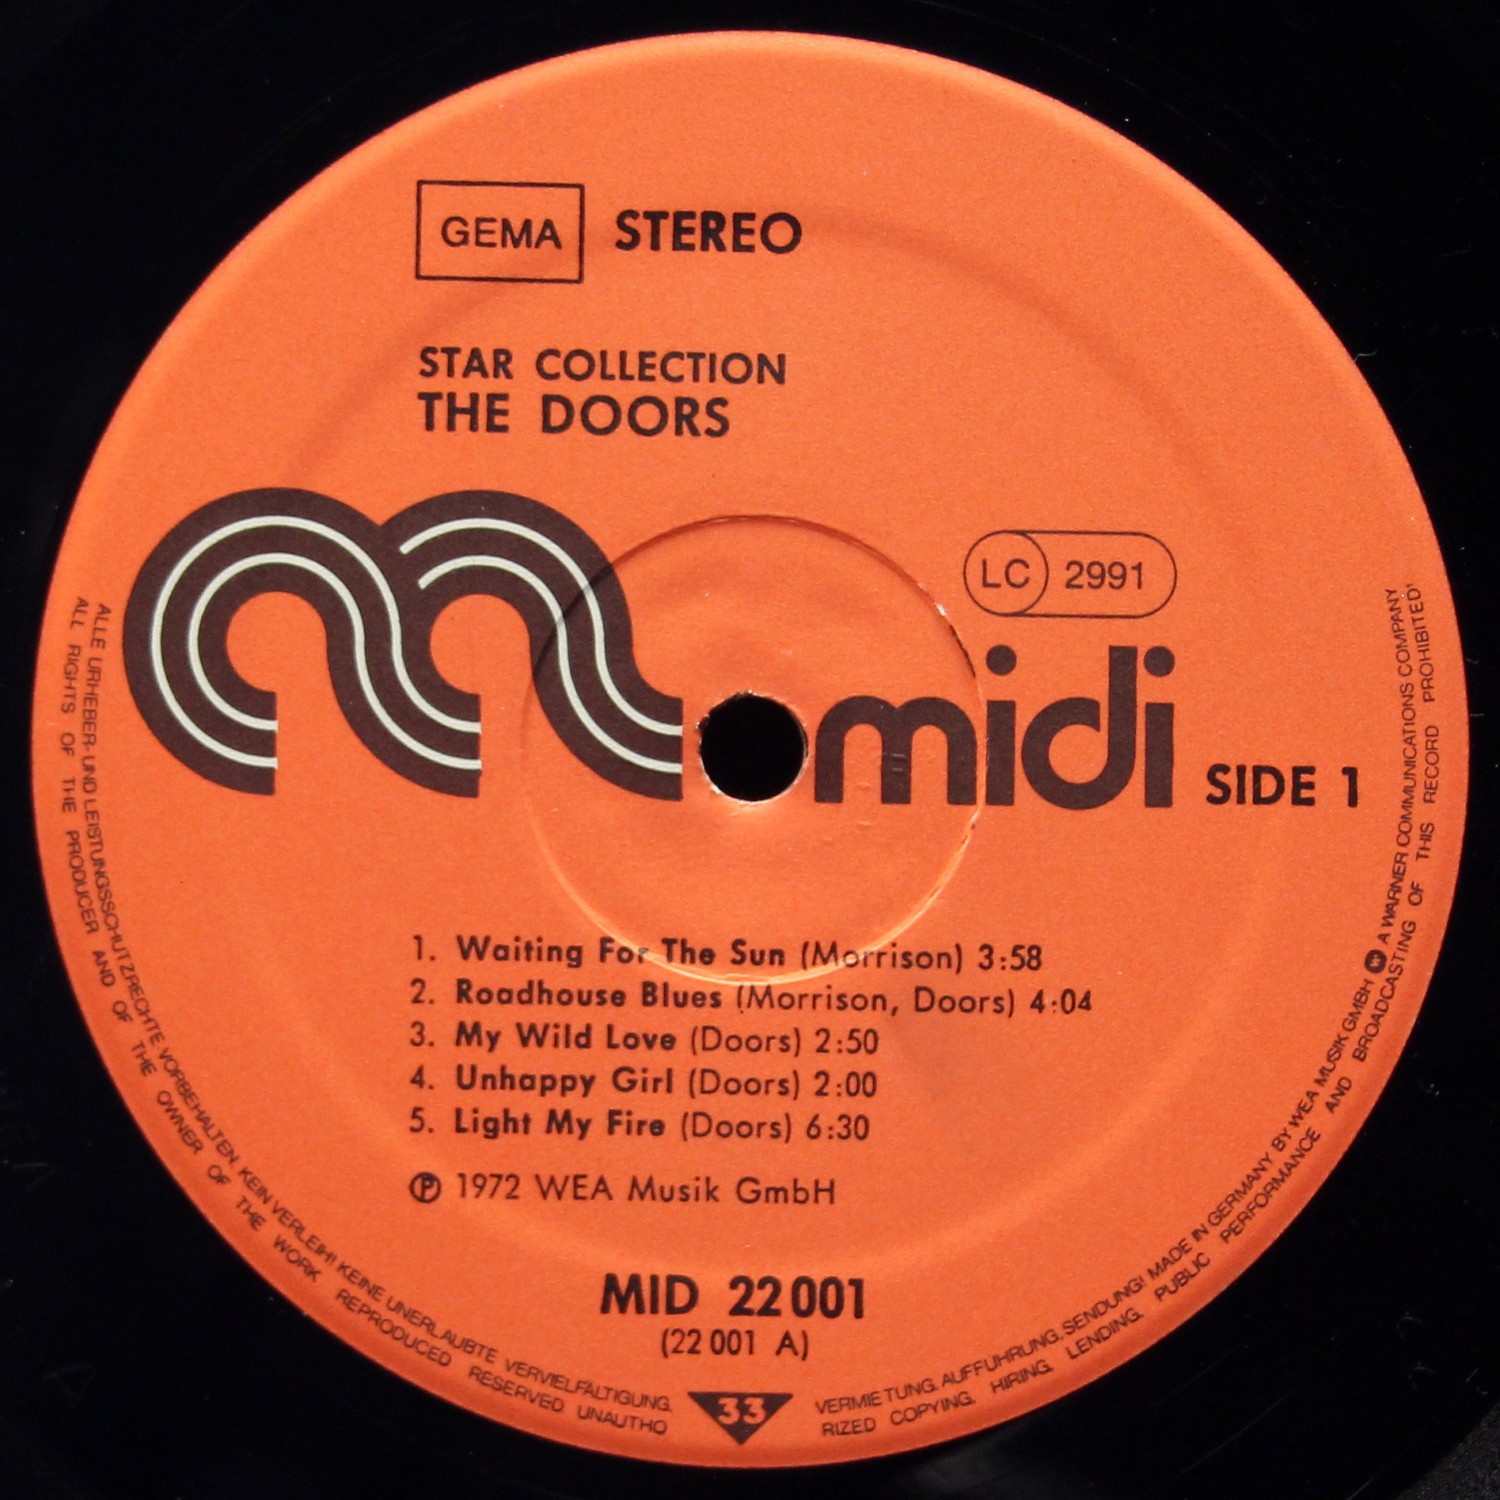 GEMA STEREO
STAR COLLECTION
THE DOORS
LC 2991
midi SIDE 1
1. Waiting For The Sun (Morrison) 3:58
2. Roadhouse Blues (Morrison, Doors) 4:04
3. My Wild Love (Doors) 2:50
4. Unhappy Girl (Doors) 2:00
5. Light My Fire (Doors) 6:30
℗ 1972 WEA Musik GmbH
MID 22 001
(22 001 A)
33
ALLE URHEBER- UND LEISTUNGSSCHUTZRECHTE VORBEHALTEN. KEIN VERLEIH! KEINE UNERLAUBTE VERVIELFÄLTIGUNG, VERMIETUNG, AUFFÜHRUNG, SENDUNG! MADE IN GERMANY BY WEA MUSIK GMBH W A WARNER COMMUNICATIONS COMPANY
ALL RIGHTS OF THE PRODUCER AND OF THE OWNER OF THE WORK REPRODUCED RESERVED UNAUTHORIZED COPYING, HIRING, LENDING, PUBLIC PERFORMANCE AND BROADCASTING OF THIS RECORD PROHIBITED!